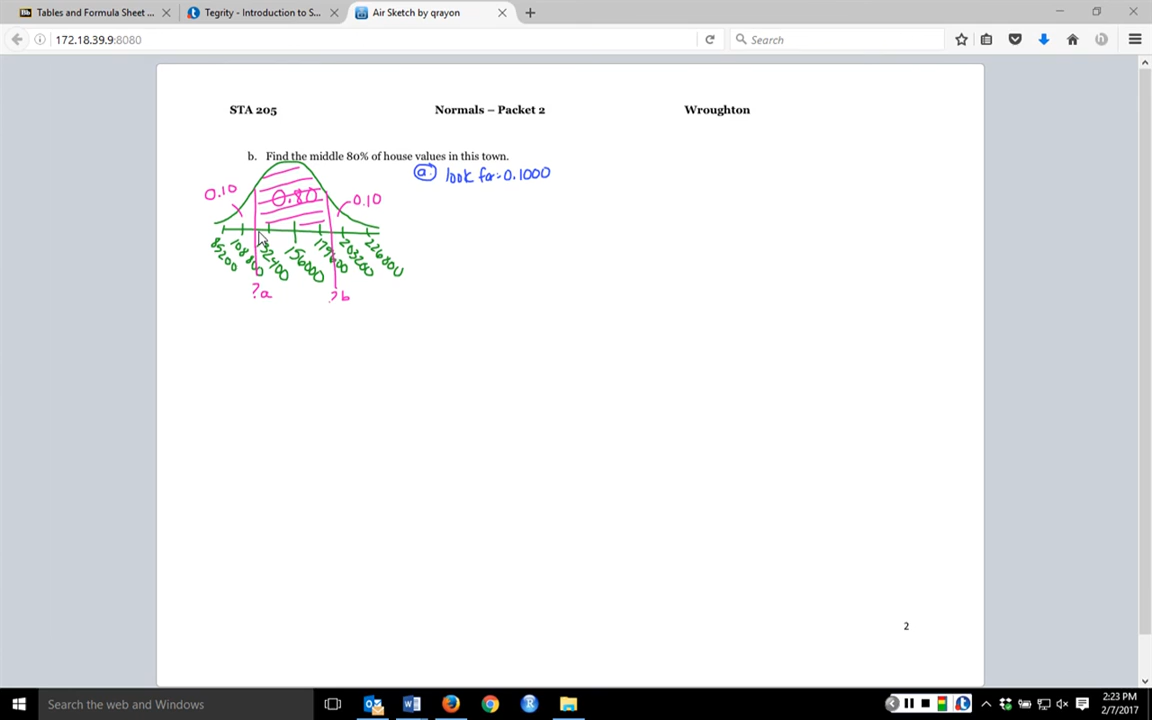 Tables and Formula Sheet ...
Tegrity - Introduction to S...
Air Sketch by qrayon
172.18.39.9:8080
Search
STA 205
Normals – Packet 2
Wroughton
b. Find the middle 80% of house values in this town.
a: look for: 0.1000
0.10
0.80
0.10
85200 108800 132400 156000 179600 203200 226800
?a
?b
2
Search the web and Windows
2:23 PM
2/7/2017